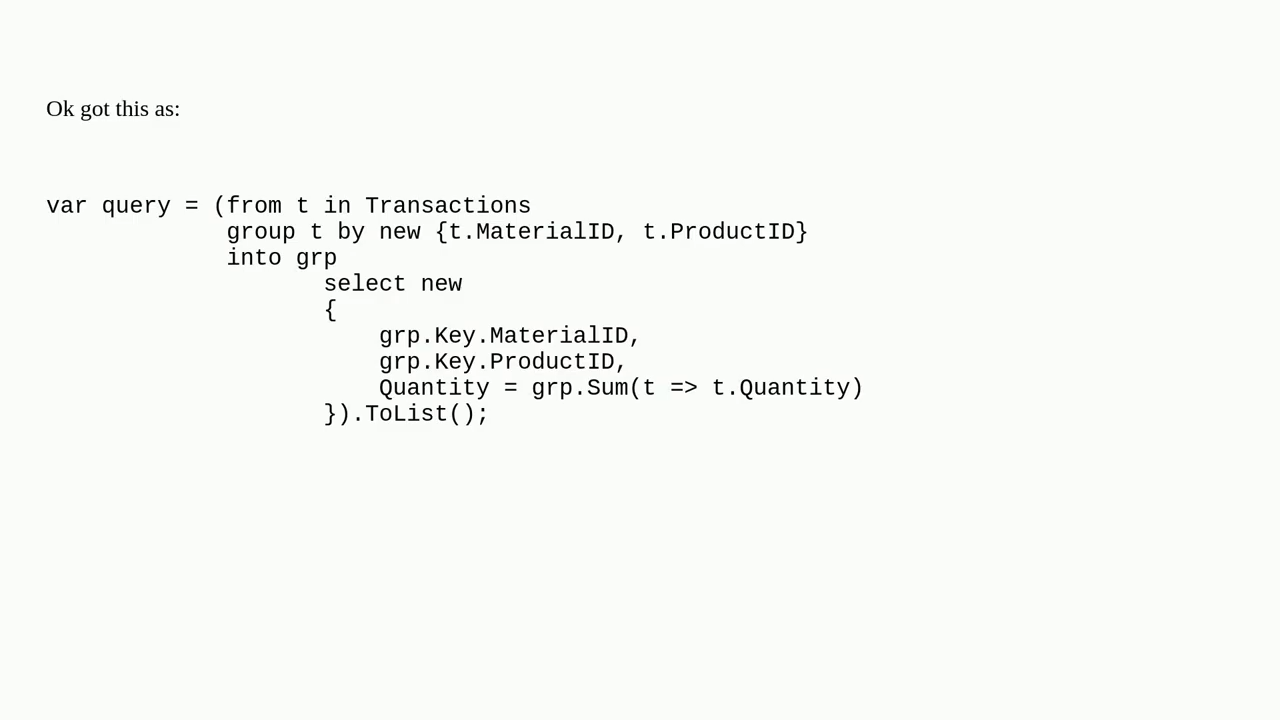 Ok got this as:
var query = (from t in Transactions
             group t by new {t.MaterialID, t.ProductID}
             into grp
                    select new
                    {
                        grp.Key.MaterialID,
                        grp.Key.ProductID,
                        Quantity = grp.Sum(t => t.Quantity)
                    }).ToList();